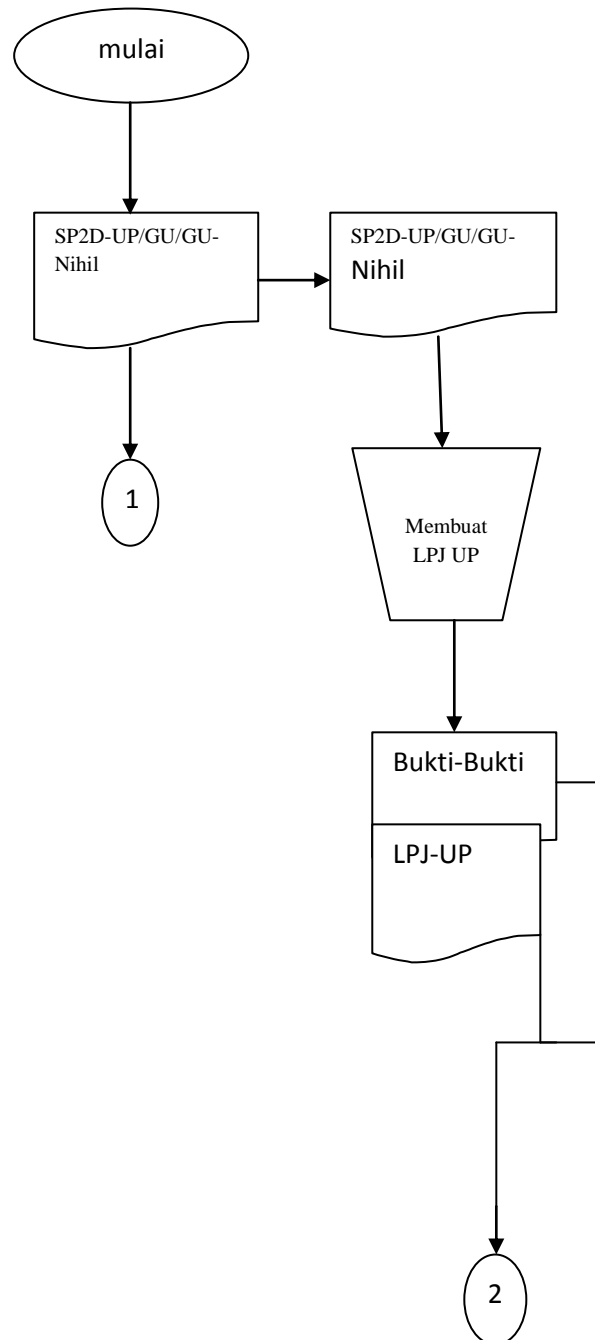 mulai
SP2D-UP/GU/GU-
Nihil
SP2D-UP/GU/GU-
Nihil
1
Membuat
LPJ UP
Bukti-Bukti
LPJ-UP
2